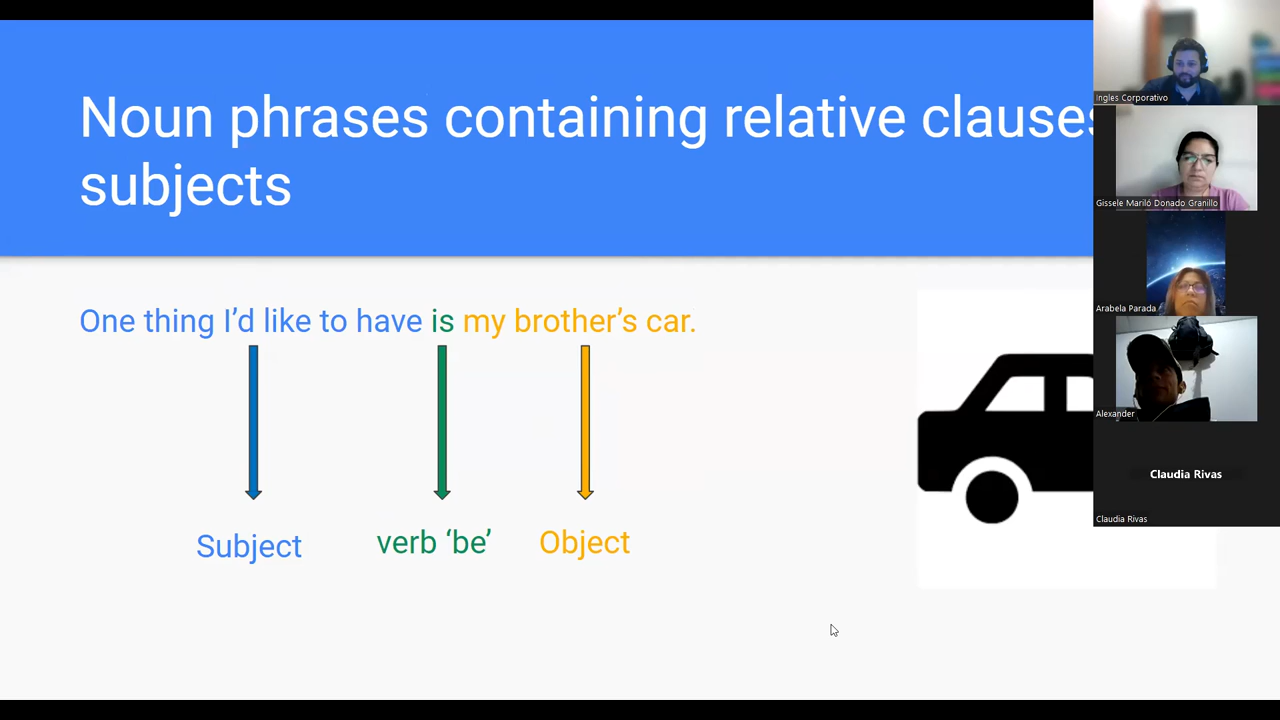 Noun phrases containing relative clauses
subjects
One thing I'd like to have is my brother's car.
Subject
verb 'be'
Object
Ingles Corporativo
Gissele Mariló Donado Granillo
Arabela Parada
Alexander
Claudia Rivas
Claudia Rivas